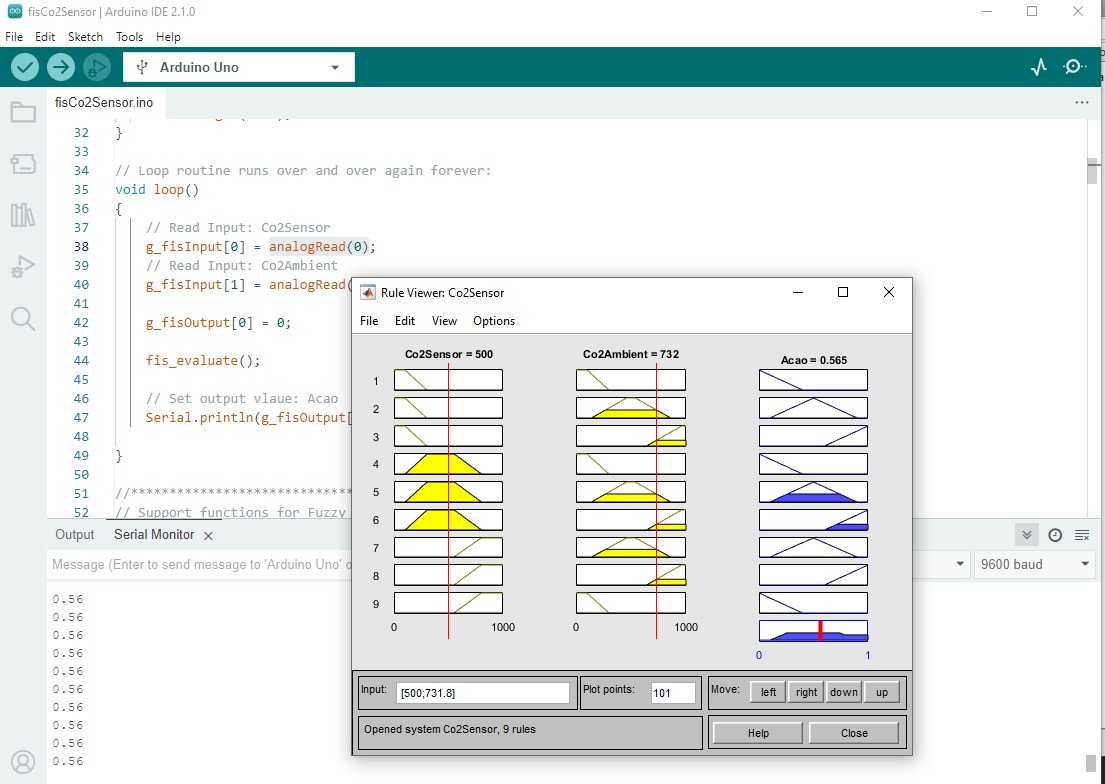 fisCo2Sensor | Arduino IDE 2.1.0
File Edit Sketch Tools Help
Arduino Uno
fisCo2Sensor.ino
32 }
33
34 // Loop routine runs over and over again forever:
35 void loop()
36 {
37 // Read Input: Co2Sensor
38 g_fisInput[0] = analogRead(0);
39 // Read Input: Co2Ambient
40 g_fisInput[1] = analogRead(
41
42 g_fisOutput[0] = 0;
43
44 fis_evaluate();
45
46 // Set output vlaue: Acao
47 Serial.println(g_fisOutput[
48
49 }
50
51 //*****************************
52 // Support functions for Fuzzy
Output Serial Monitor
Message (Enter to send message to 'Arduino Uno' o
9600 baud
0.56
0.56
0.56
0.56
0.56
0.56
0.56
0.56
0.56
0.56
Rule Viewer: Co2Sensor
File Edit View Options
Co2Sensor = 500 Co2Ambient = 732 Acao = 0.565
1
2
3
4
5
6
7
8
9
0 1000 0 1000
0 1
Input: [500;731.8] Plot points: 101 Move: left right down up
Opened system Co2Sensor, 9 rules Help Close